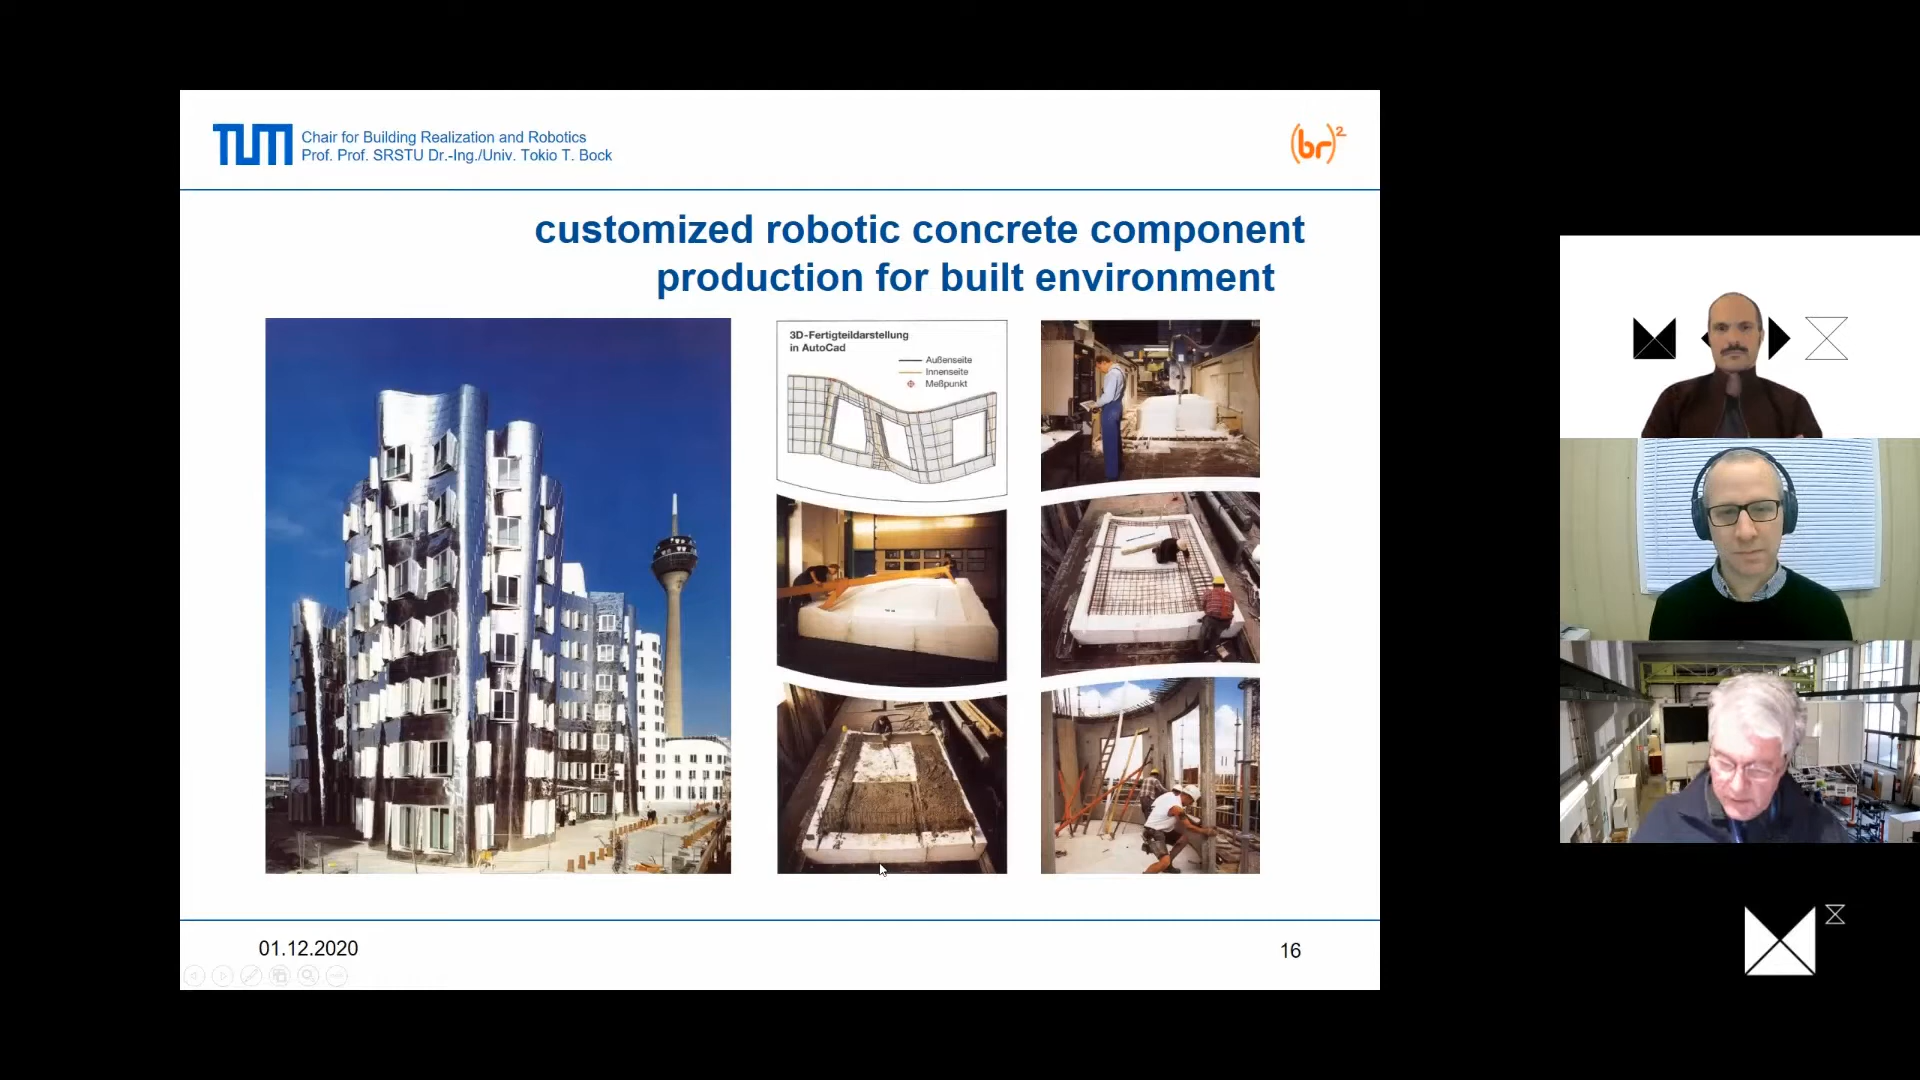 TUM
Chair for Building Realization and Robotics
Prof. Prof. SRSTU Dr.-Ing./Univ. Tokio T. Bock
(br)²
customized robotic concrete component
production for built environment
3D-Fertigteildarstellung
in AutoCad
Außenseite
Innenseite
Meßpunkt
01.12.2020
16